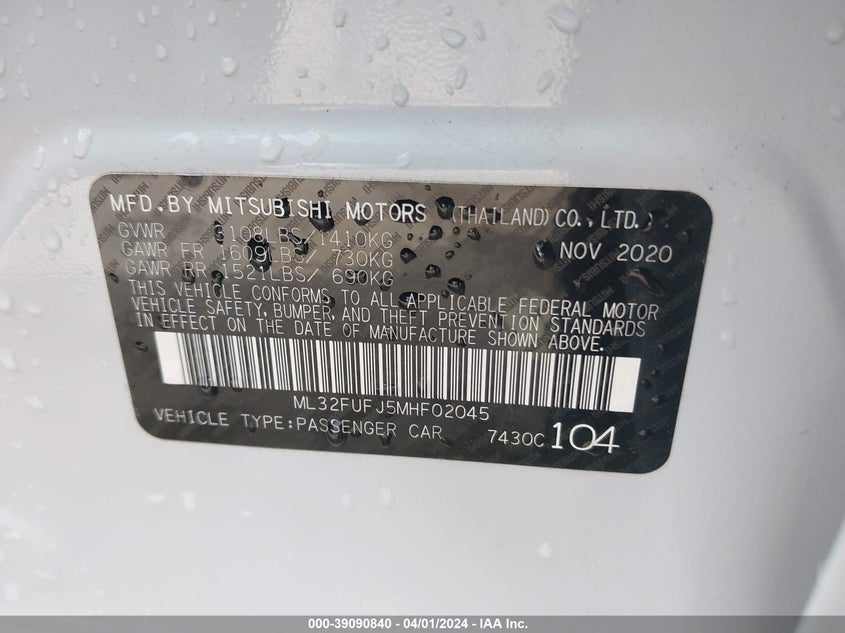 MFD.BY MITSUBISHI MOTORS (THAILAND)CO.,LTD.
GVWR 3108LBS/1410KG
NOV 2020
GAWR FR 1609LBS/ 730KG
GAWR RR 1521LBS/ 690KG
THIS VEHICLE CONFORMS TO ALL APPLICABLE FEDERAL MOTOR
VEHICLE SAFETY, BUMPER, AND THEFT PREVENTION STANDARDS
IN EFFECT ON THE DATE OF MANUFACTURE SHOWN ABOVE.
ML32FUFJ5MHF02045
VEHICLE TYPE:PASSENGER CAR 7430C 104
000-39090840 - 04/01/2024 - IAA Inc.